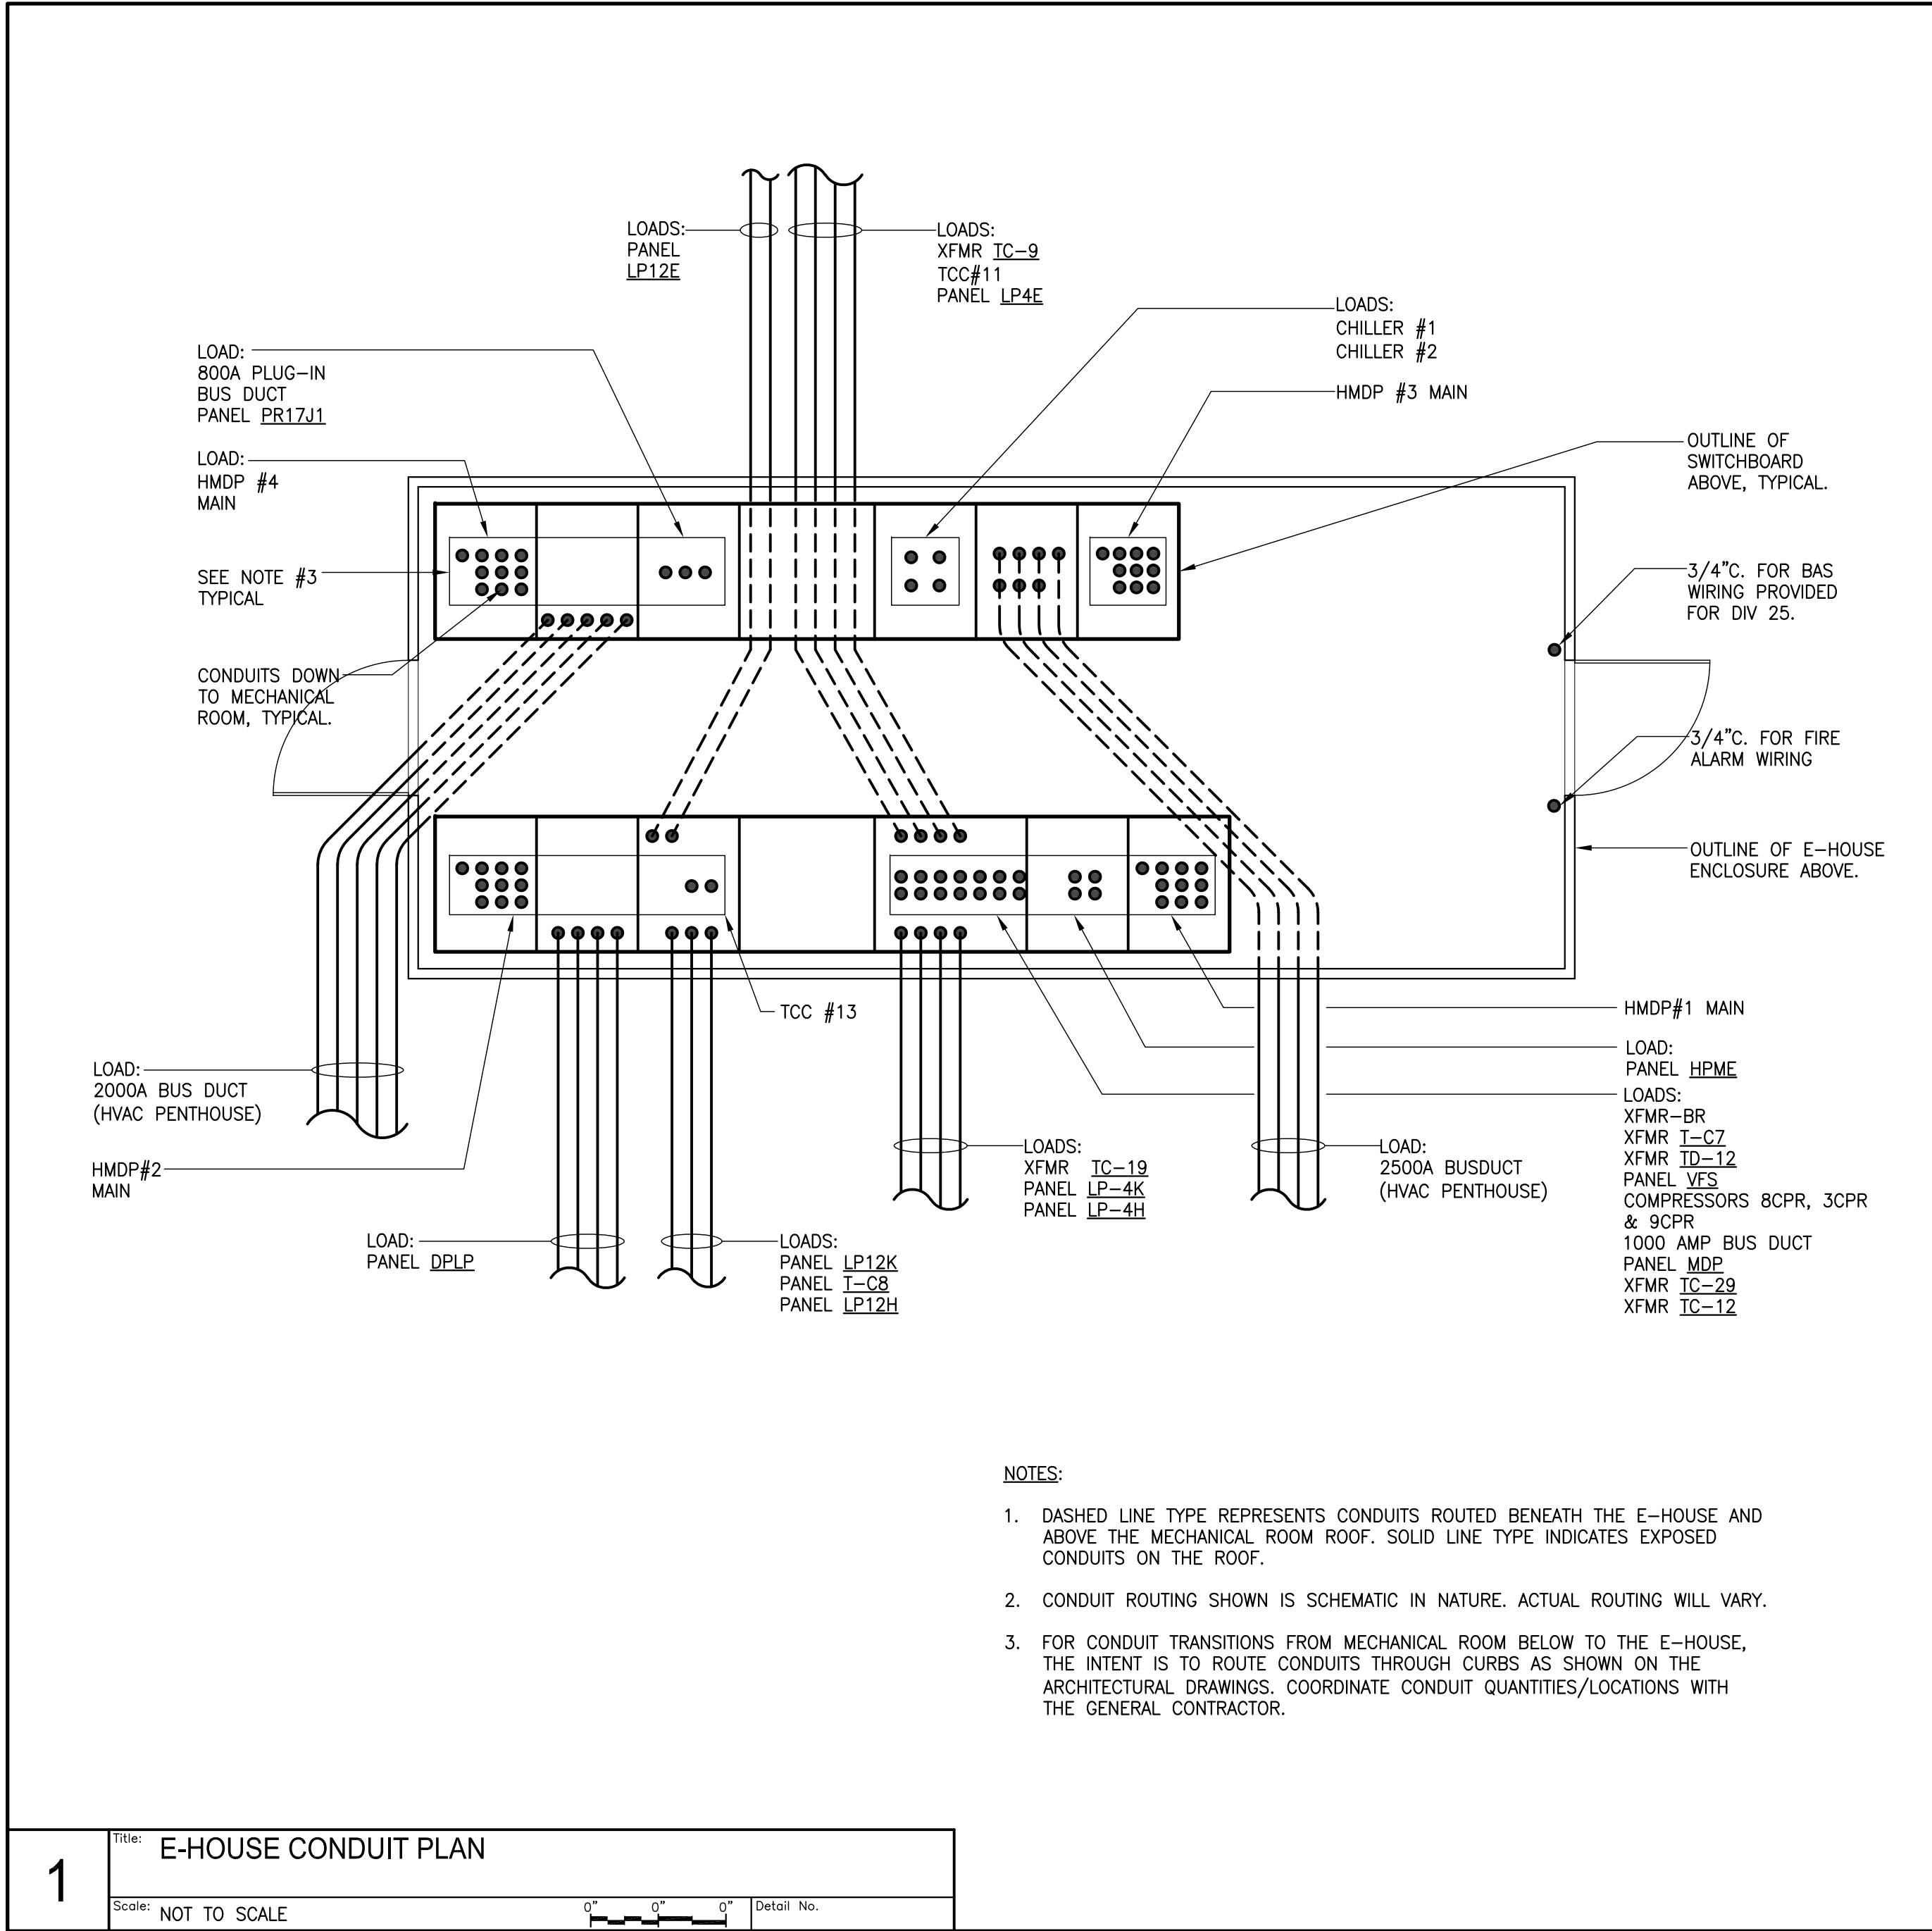 LOADS:
PANEL
LP12E
LOADS:
XFMR TC-9
TCC#11
PANEL LP4E
LOADS:
CHILLER #1
CHILLER #2
HMDP #3 MAIN
LOAD:
800A PLUG-IN
BUS DUCT
PANEL PR17J1
LOAD:
HMDP #4
MAIN
SEE NOTE #3
TYPICAL
CONDUITS DOWN
TO MECHANICAL
ROOM, TYPICAL.
OUTLINE OF
SWITCHBOARD
ABOVE, TYPICAL.
3/4"C. FOR BAS
WIRING PROVIDED
FOR DIV 25.
3/4"C. FOR FIRE
ALARM WIRING
OUTLINE OF E-HOUSE
ENCLOSURE ABOVE.
TCC #13
HMDP#1 MAIN
LOAD:
PANEL HPME
LOADS:
XFMR-BR
XFMR T-C7
XFMR TD-12
PANEL VFS
COMPRESSORS 8CPR, 3CPR
& 9CPR
1000 AMP BUS DUCT
PANEL MDP
XFMR TC-29
XFMR TC-12
LOAD:
2000A BUS DUCT
(HVAC PENTHOUSE)
HMDP#2
MAIN
LOADS:
XFMR TC-19
PANEL LP-4K
PANEL LP-4H
LOAD:
2500A BUSDUCT
(HVAC PENTHOUSE)
LOAD:
PANEL DPLP
LOADS:
PANEL LP12K
PANEL T-C8
PANEL LP12H
NOTES:
1. DASHED LINE TYPE REPRESENTS CONDUITS ROUTED BENEATH THE E-HOUSE AND
ABOVE THE MECHANICAL ROOM ROOF. SOLID LINE TYPE INDICATES EXPOSED
CONDUITS ON THE ROOF.
2. CONDUIT ROUTING SHOWN IS SCHEMATIC IN NATURE. ACTUAL ROUTING WILL VARY.
3. FOR CONDUIT TRANSITIONS FROM MECHANICAL ROOM BELOW TO THE E-HOUSE,
THE INTENT IS TO ROUTE CONDUITS THROUGH CURBS AS SHOWN ON THE
ARCHITECTURAL DRAWINGS. COORDINATE CONDUIT QUANTITIES/LOCATIONS WITH
THE GENERAL CONTRACTOR.
1
Title: E-HOUSE CONDUIT PLAN
Scale: NOT TO SCALE
0" 0" 0"
Detail No.